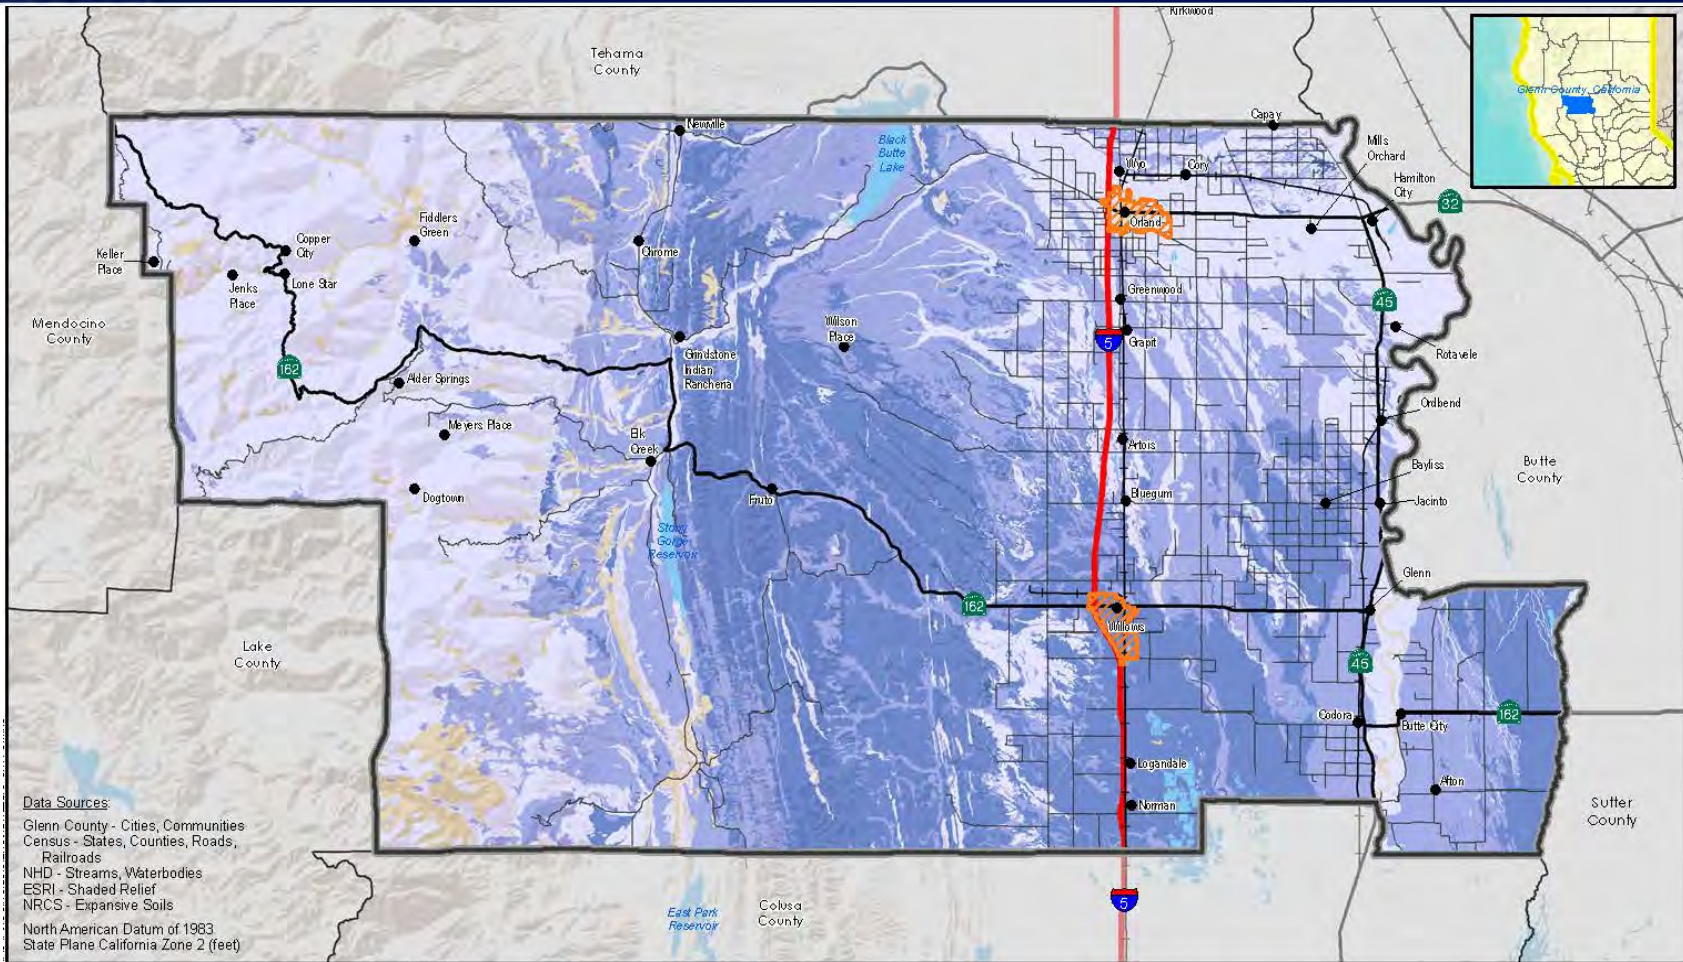 Kirkwood
Tehama
County
Glenn County, California
Newville
Capay
Black
Butte
Lake
Mills
Orchard
Wyo
Cory
Hamilton
City
32
Orland
Fiddlers
Green
Copper
City
Chrome
Keller
Place
Jenks
Place
Lone Star
Greenwood
45
Mendocino
County
Wilson
Place
5
Grapit
Rotavele
Grindstone
Indian
Rancheria
162
Alder Springs
Ordbend
Meyers Place
Elk
Creek
Artois
Bayliss
Butte
County
Dogtown
Fruto
Bluegum
Jacinto
Stony
Gorge
Reservoir
Glenn
162
Willows
Lake
County
45
Codora
Butte City
162
Logandale
Afton
Norman
Sutter
County
Data Sources:
Glenn County - Cities, Communities
Census - States, Counties, Roads,
Railroads
NHD - Streams, Waterbodies
ESRI - Shaded Relief
NRCS - Expansive Soils
North American Datum of 1983
State Plane California Zone 2 (feet)
East Park
Reservoir
Colusa
County
5